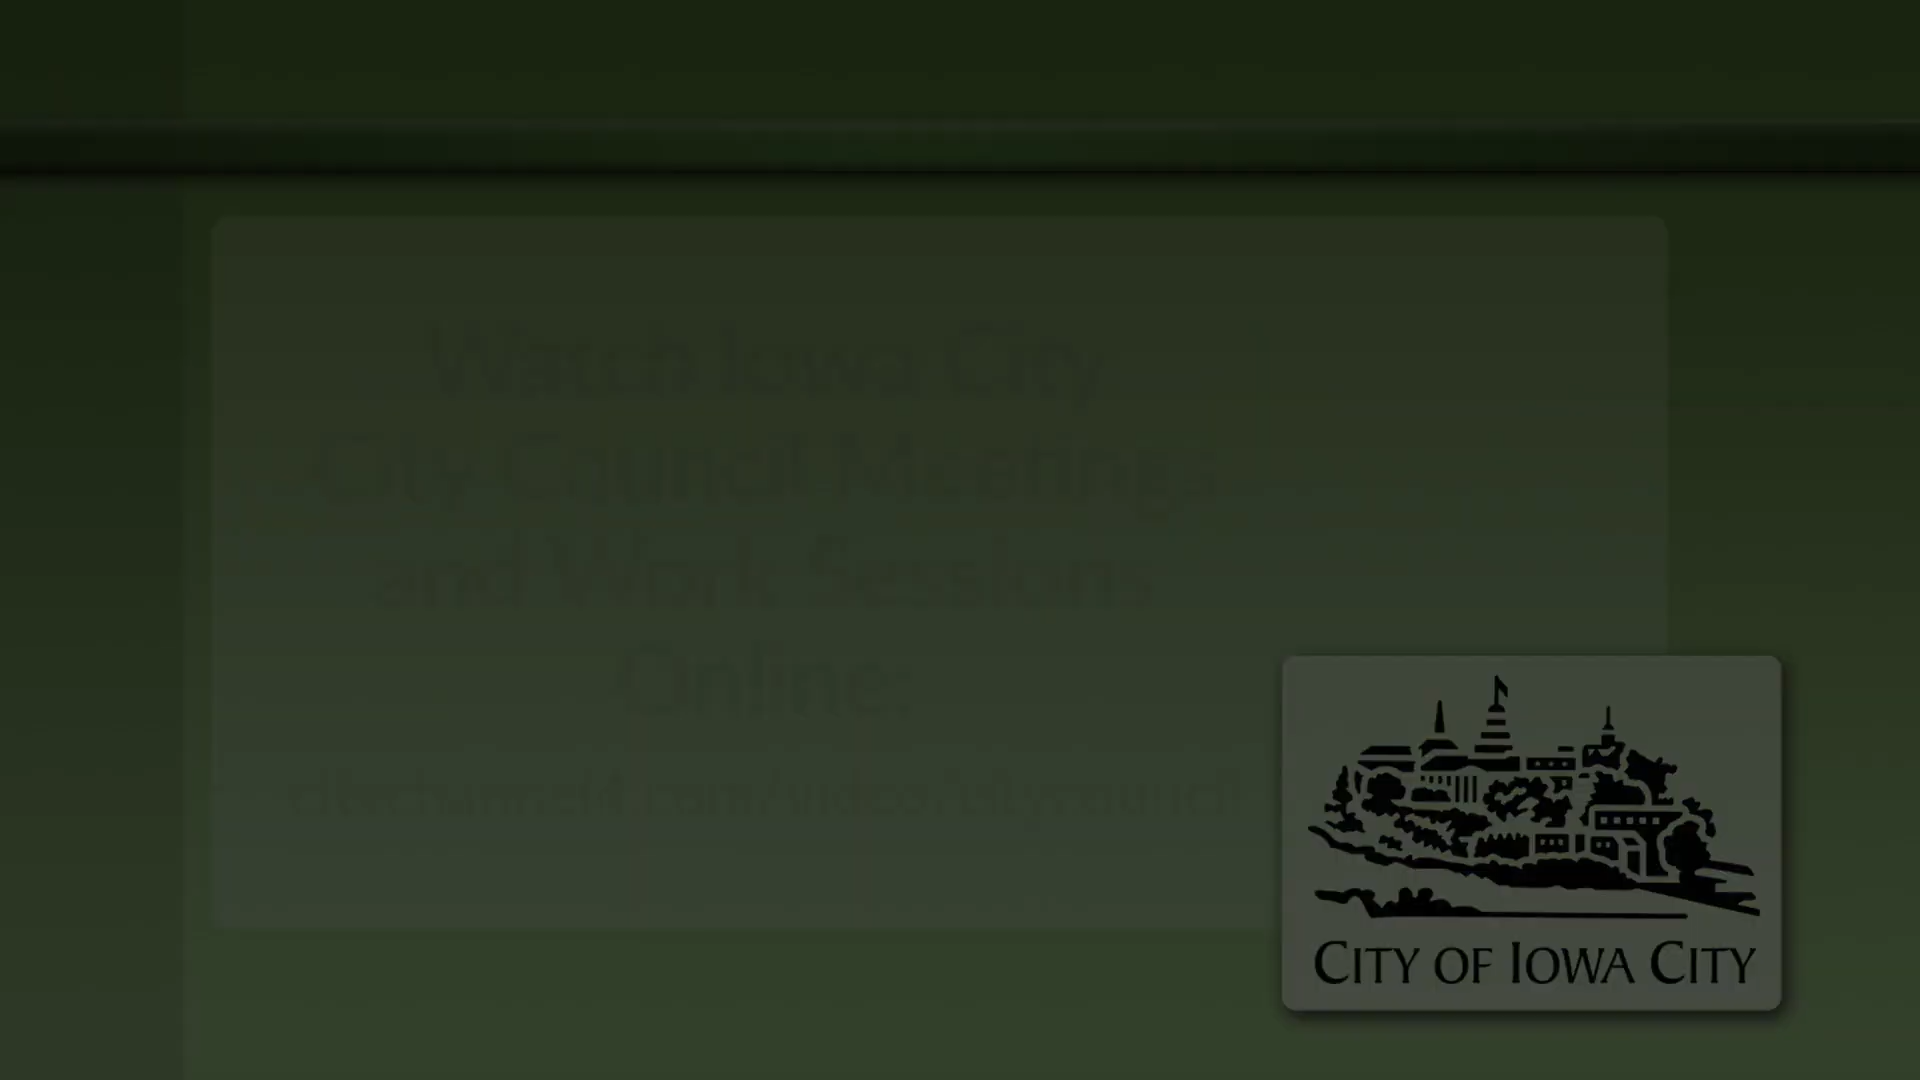 Watch Iowa City
City Council Meetings
and Work Sessions
Online:
CITY OF IOWA CITY